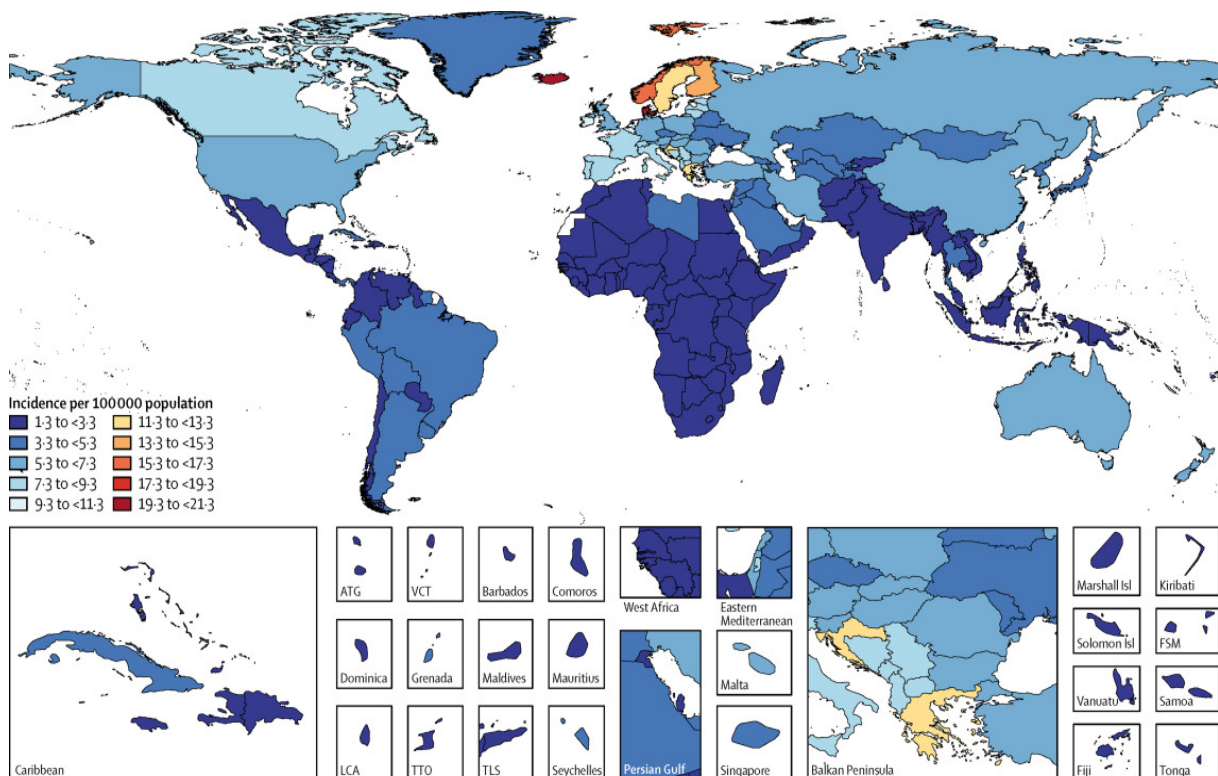 Incidence per 100 000 population
1·3 to <3·3
3·3 to <5·3
5·3 to <7·3
7·3 to <9·3
9·3 to <11·3
11·3 to <13·3
13·3 to <15·3
15·3 to <17·3
17·3 to <19·3
19·3 to <21·3
Caribbean
ATG
VCT
Barbados
Comoros
West Africa
Eastern
Mediterranean
Marshall Isl
Kiribati
Dominica
Grenada
Maldives
Mauritius
Malta
Solomon Isl
FSM
Vanuatu
Samoa
LCA
TTO
TLS
Seychelles
Persian Gulf
Singapore
Balkan Peninsula
Fiji
Tonga